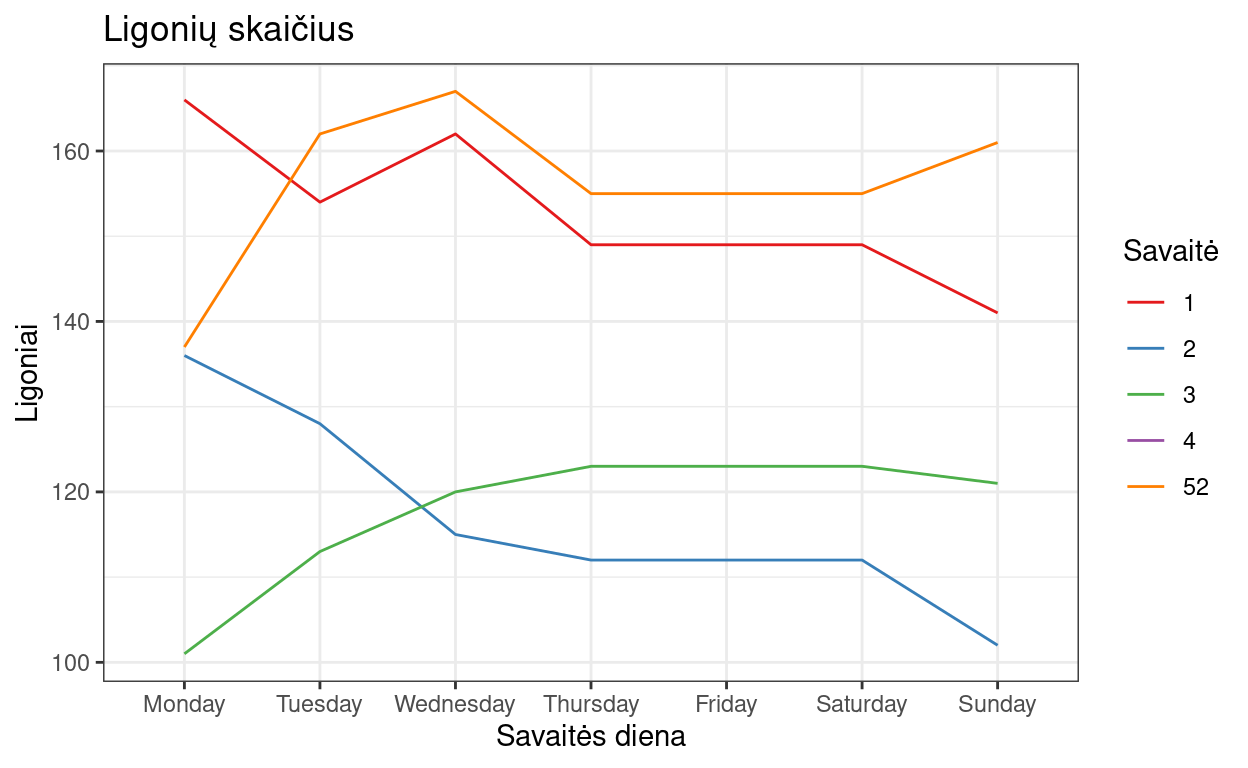 Ligonių skaičius
Ligoniai
160
140
120
100
Monday Tuesday Wednesday Thursday Friday Saturday Sunday
Savaitės diena
Savaitė
1
2
3
4
52